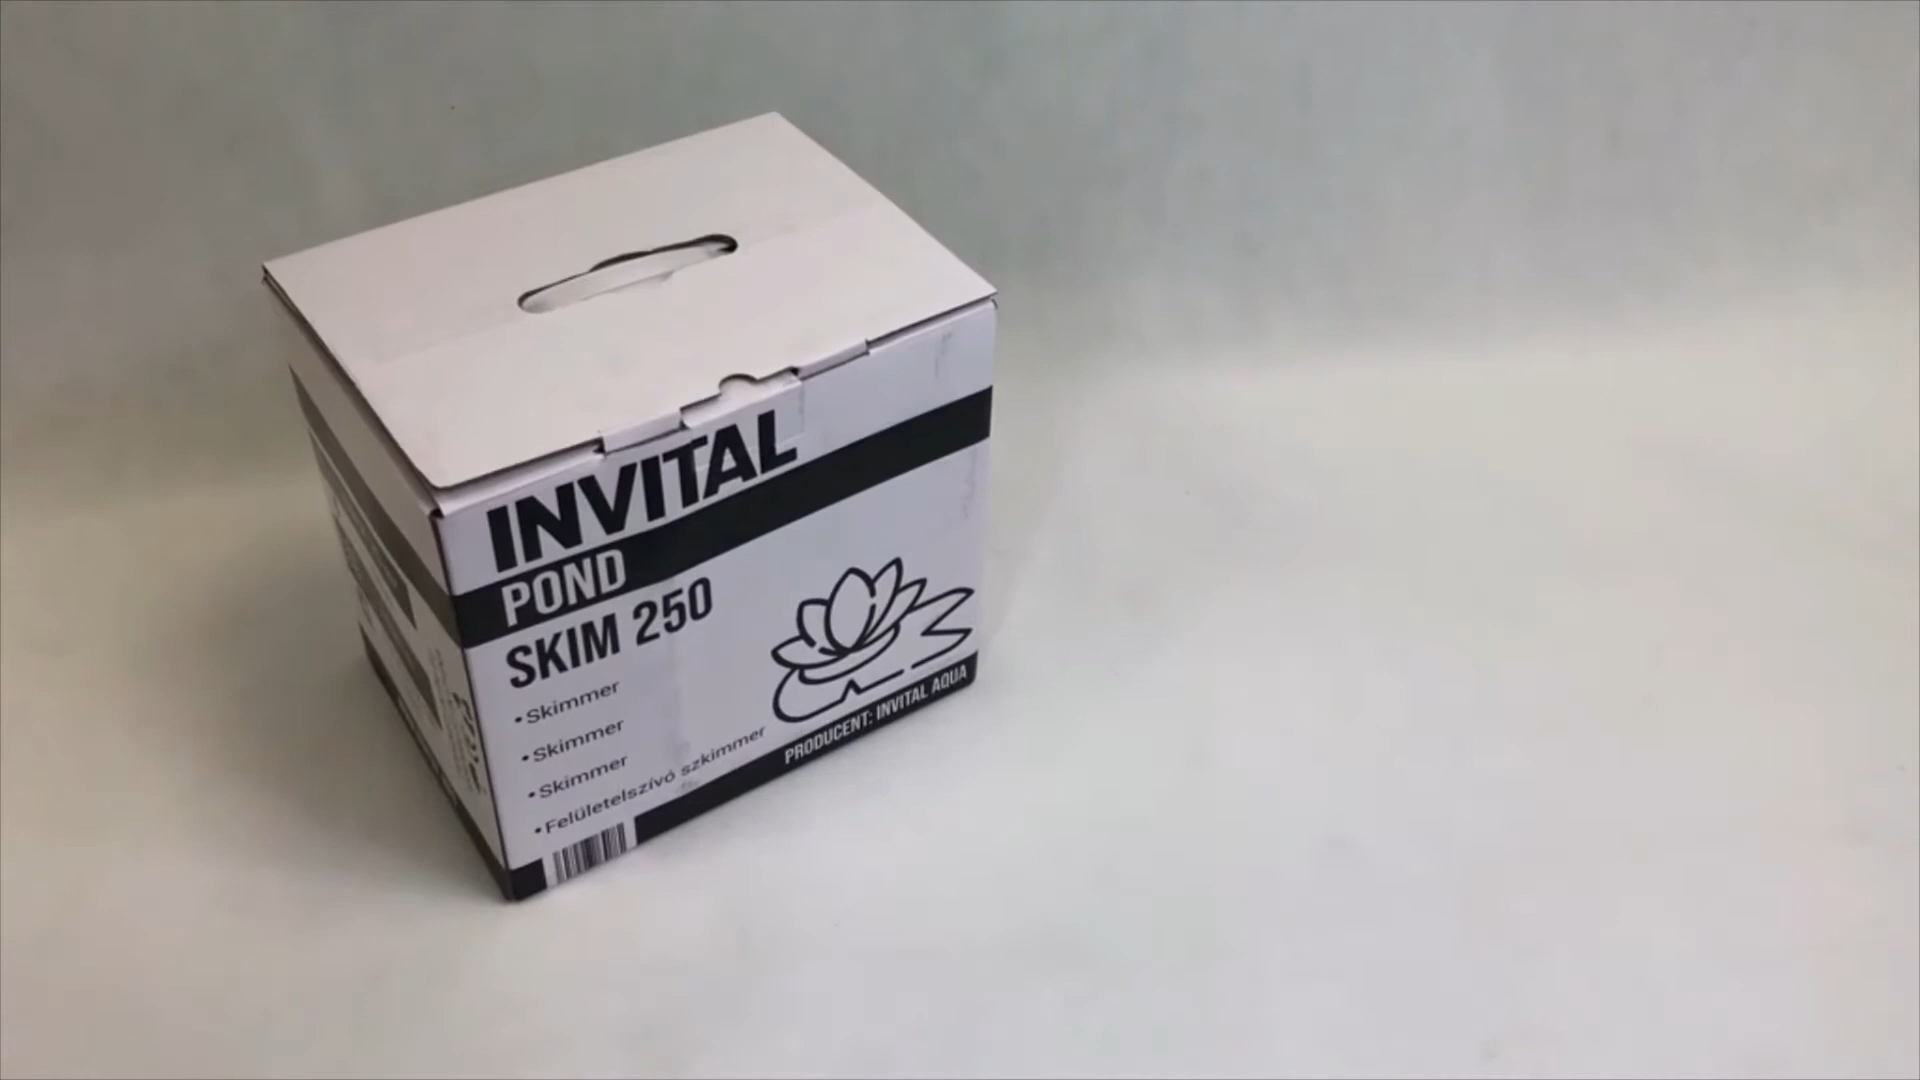 INVITAL
POND
SKIM 250
•Skimmer
•Skimmer
•Skimmer
•Felületelszívó szkimmer
PRODUCENT: INVITAL AQUA